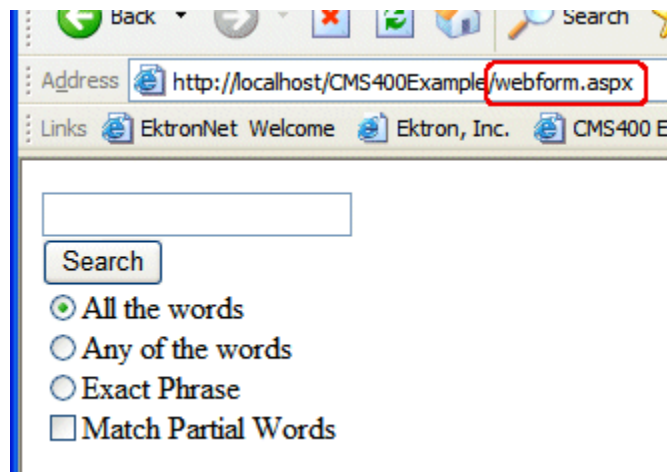 Back Search
Address http://localhost/CMS400Example/webform.aspx
Links EktronNet Welcome Ektron, Inc. CMS400 E
Search
All the words
Any of the words
Exact Phrase
Match Partial Words